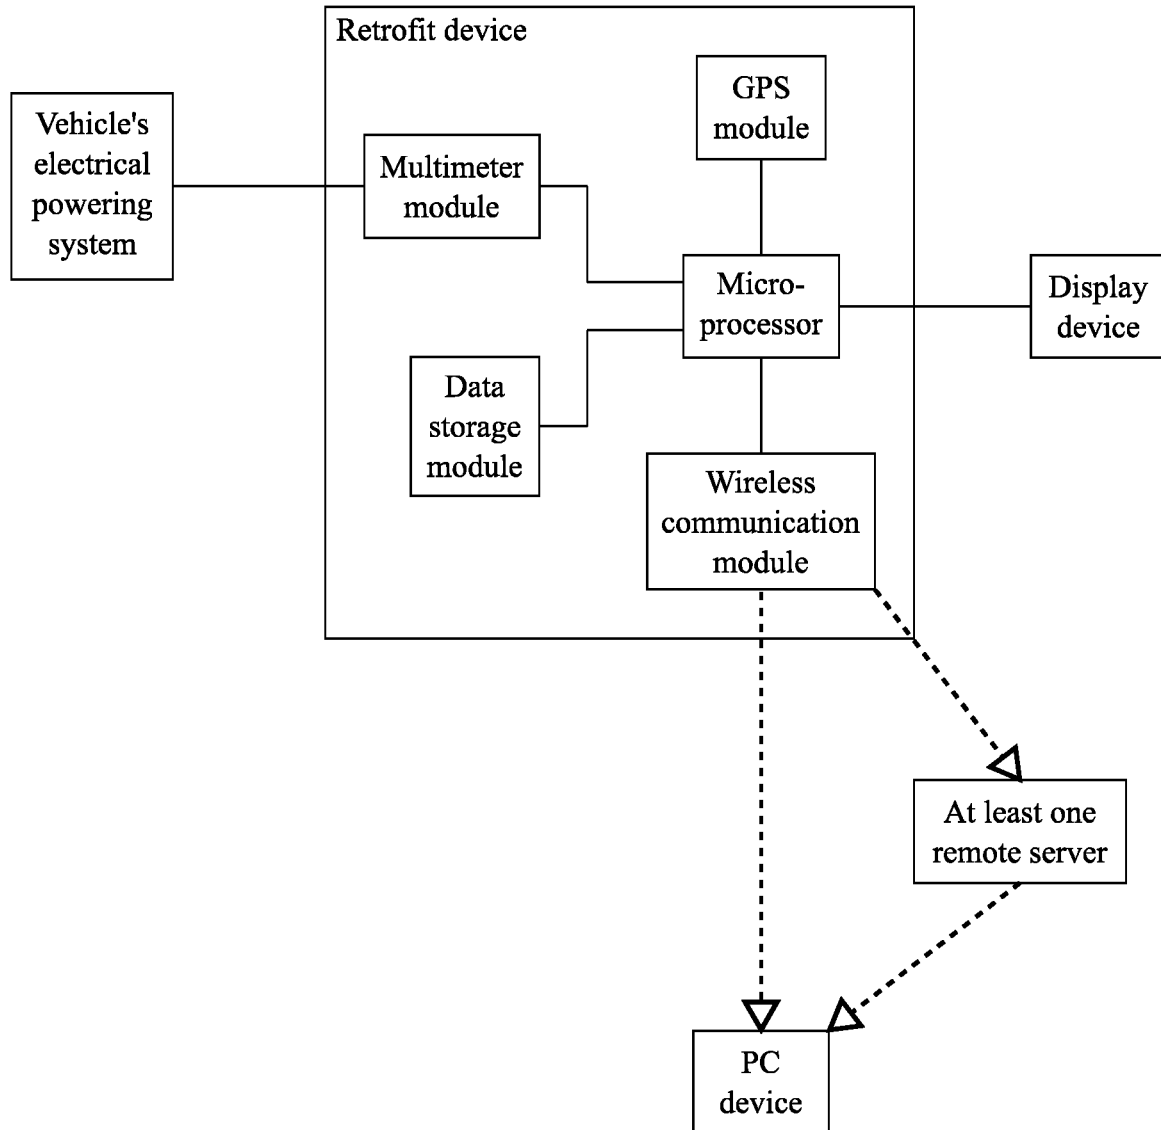 Retrofit device
GPS
module
Vehicle's
electrical
powering
system
Multimeter
module
Micro-
processor
Display
device
Data
storage
module
Wireless
communication
module
At least one
remote server
PC
device